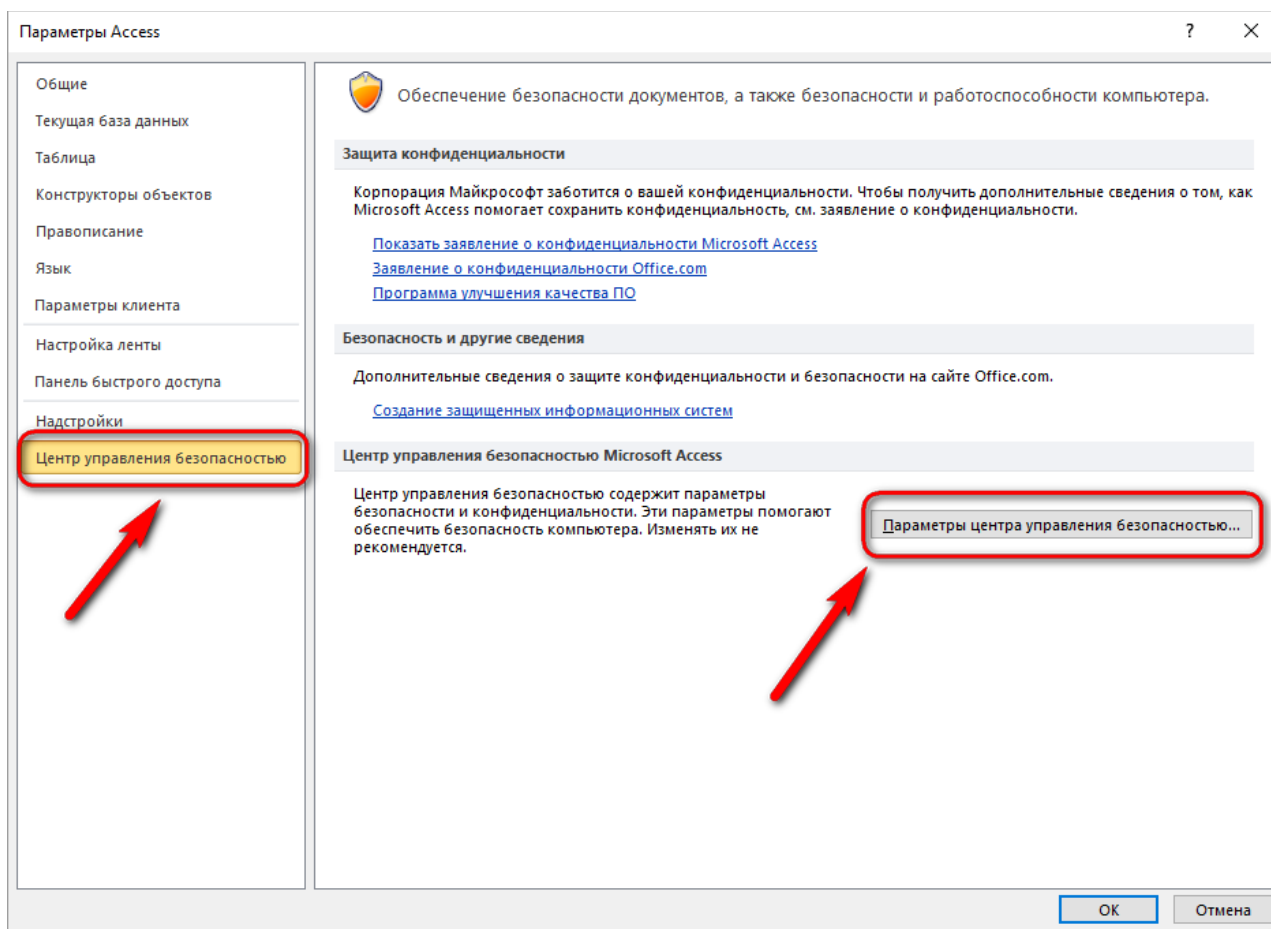 Параметры Access
?
Общие
Текущая база данных
Таблица
Конструкторы объектов
Правописание
Язык
Параметры клиента
Настройка ленты
Панель быстрого доступа
Надстройки
Центр управления безопасностью
Обеспечение безопасности документов, а также безопасности и работоспособности компьютера.
Защита конфиденциальности
Корпорация Майкрософт заботится о вашей конфиденциальности. Чтобы получить дополнительные сведения о том, как
Microsoft Access помогает сохранить конфиденциальность, см. заявление о конфиденциальности.
Показать заявление о конфиденциальности Microsoft Access
Заявление о конфиденциальности Office.com
Программа улучшения качества ПО
Безопасность и другие сведения
Дополнительные сведения о защите конфиденциальности и безопасности на сайте Office.com.
Создание защищенных информационных систем
Центр управления безопасностью Microsoft Access
Центр управления безопасностью содержит параметры
безопасности и конфиденциальности. Эти параметры помогают
обеспечить безопасность компьютера. Изменять их не
рекомендуется.
Параметры центра управления безопасностью...
ОК
Отмена